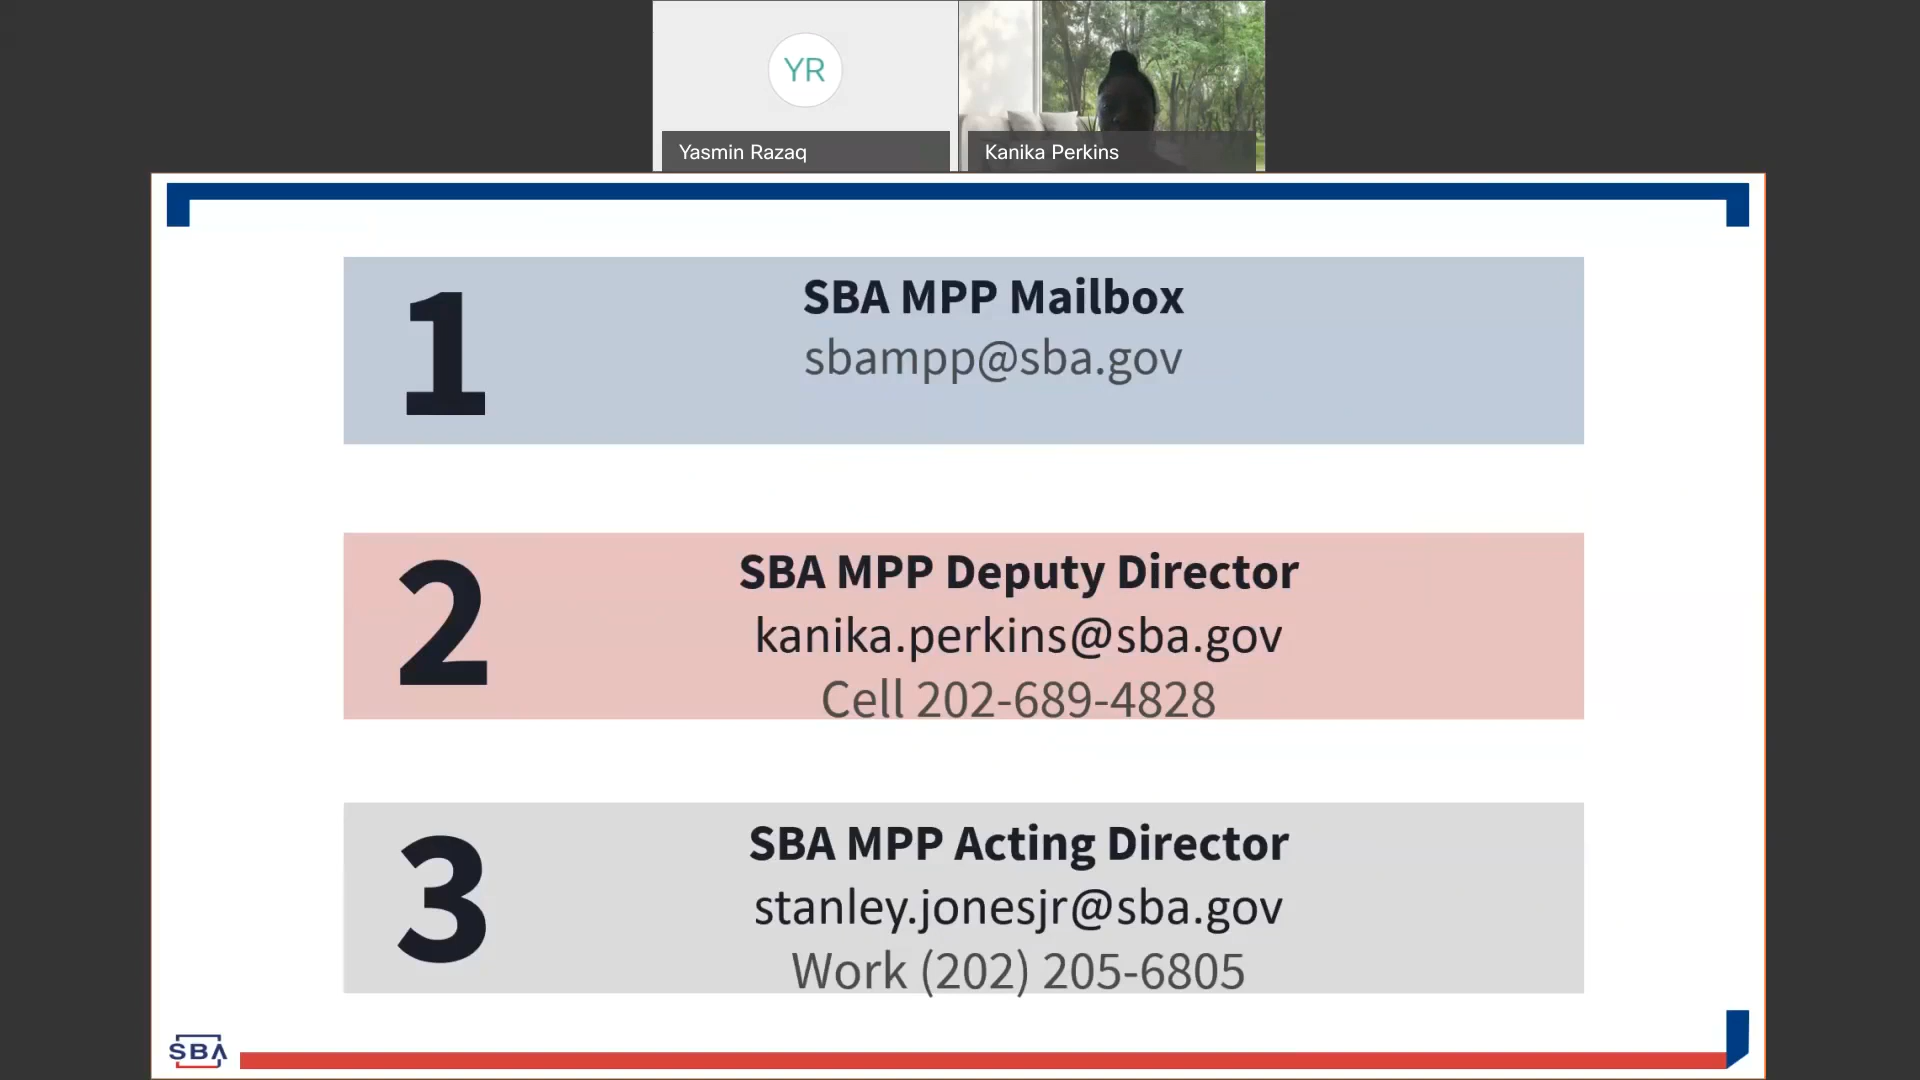 YR
Yasmin Razaq
Kanika Perkins
1
SBA MPP Mailbox
sbampp@sba.gov
2
SBA MPP Deputy Director
kanika.perkins@sba.gov
Cell 202-689-4828
3
SBA MPP Acting Director
stanley.jonesjr@sba.gov
Work (202) 205-6805
SBA